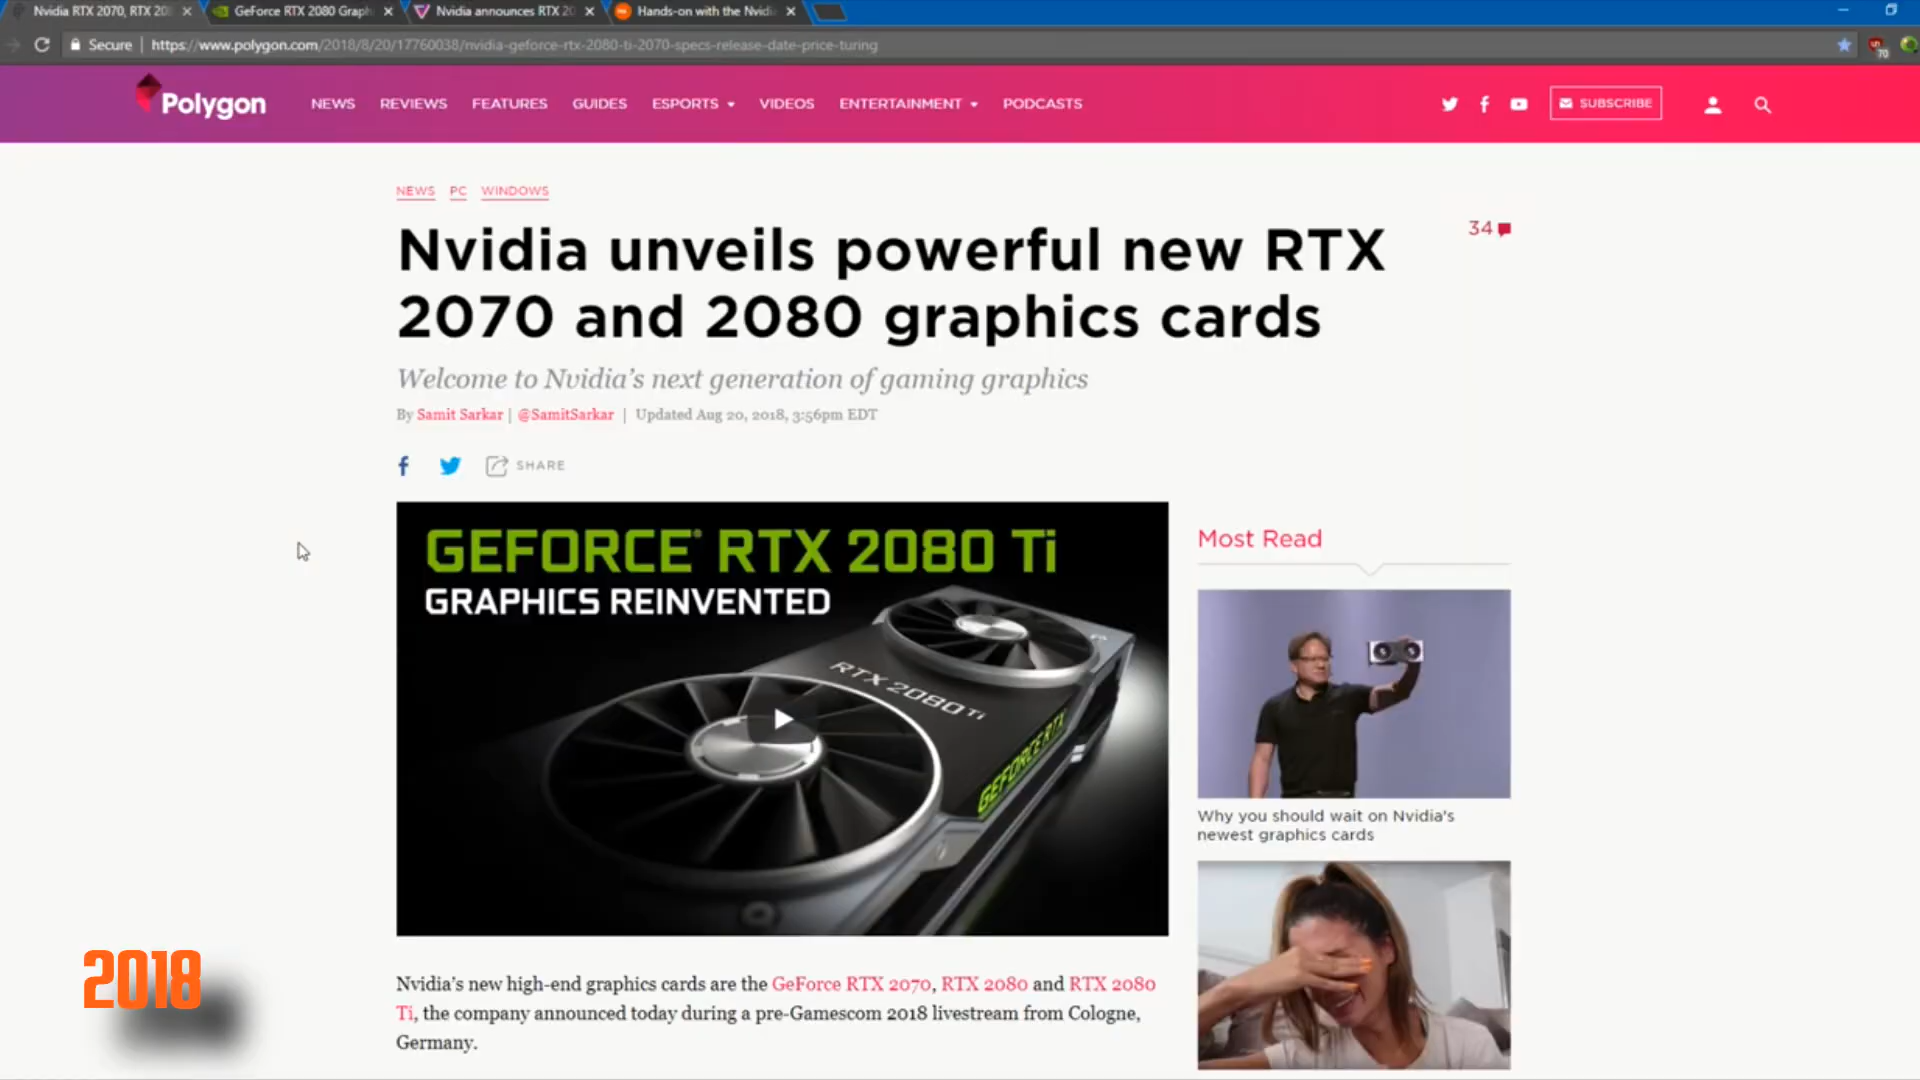 Nvidia RTX 2070, RTX 20
GeForce RTX 2080 Graph
Nvidia announces RTX 20
Hands-on with the Nvidi
Secure
https://www.polygon.com/2018/8/20/17760038/nvidia-geforce-rtx-2080-ti-2070-specs-release-date-price-turing
70
Polygon
NEWS
REVIEWS
FEATURES
GUIDES
ESPORTS
VIDEOS
ENTERTAINMENT
PODCASTS
SUBSCRIBE
NEWS PC WINDOWS
Nvidia unveils powerful new RTX
2070 and 2080 graphics cards
34
Welcome to Nvidia’s next generation of gaming graphics
By Samit Sarkar | @SamitSarkar | Updated Aug 20, 2018, 3:56pm EDT
SHARE
GEFORCE® RTX 2080 Ti
GRAPHICS REINVENTED
RTX 2080 Ti
GEFORCE RTX
Most Read
Why you should wait on Nvidia's
newest graphics cards
Nvidia’s new high-end graphics cards are the GeForce RTX 2070, RTX 2080 and RTX 2080
Ti, the company announced today during a pre-Gamescom 2018 livestream from Cologne,
Germany.
2018